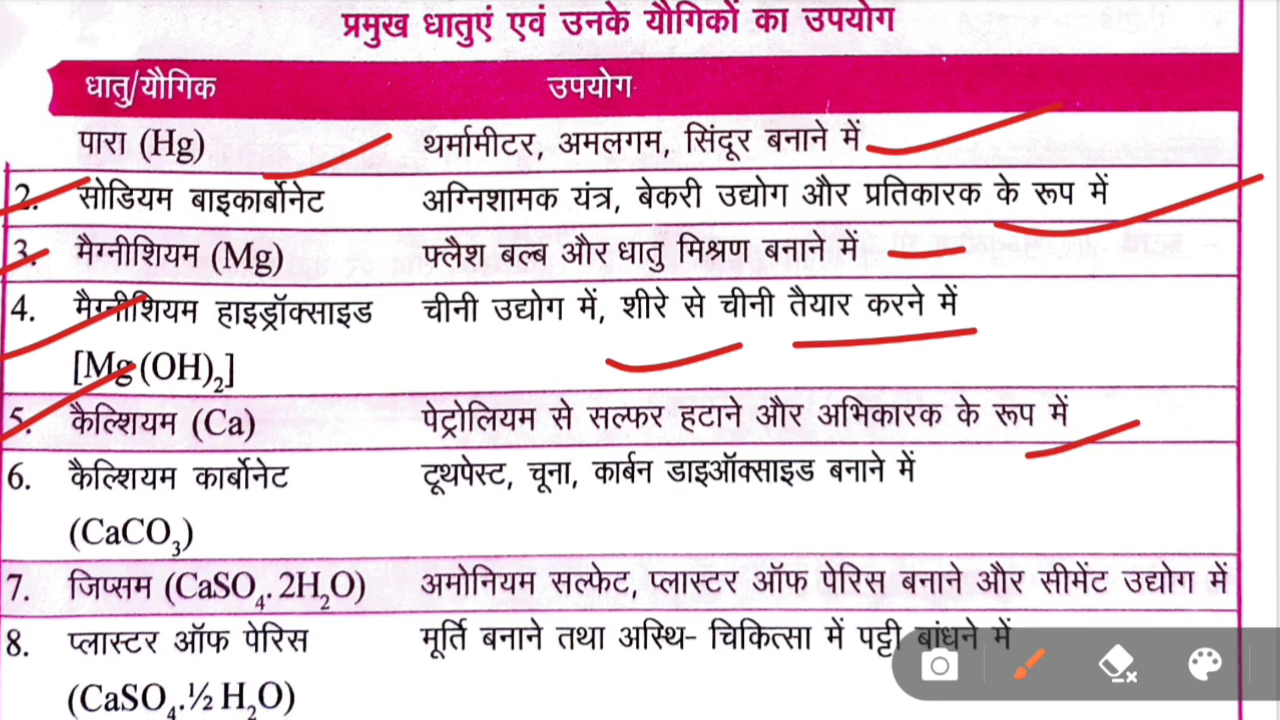 प्रमुख धातुएं एवं उनके यौगिकों का उपयोग
धातु/यौगिक उपयोग
पारा (Hg) थर्मामीटर, अमलगम, सिंदूर बनाने में
2. सोडियम बाइकार्बोनेट अग्निशामक यंत्र, बेकरी उद्योग और प्रतिकारक के रूप में
3. मैग्नीशियम (Mg) फ्लैश बल्ब और धातु मिश्रण बनाने में
4. मैग्नीशियम हाइड्रॉक्साइड चीनी उद्योग में, शीरे से चीनी तैयार करने में
[Mg(OH)₂]
5. कैल्शियम (Ca) पेट्रोलियम से सल्फर हटाने और अभिकारक के रूप में
6. कैल्शियम कार्बोनेट टूथपेस्ट, चूना, कार्बन डाइऑक्साइड बनाने में
(CaCO₃)
7. जिप्सम (CaSO₄.2H₂O) अमोनियम सल्फेट, प्लास्टर ऑफ पेरिस बनाने और सीमेंट उद्योग में
8. प्लास्टर ऑफ पेरिस मूर्ति बनाने तथा अस्थि- चिकित्सा में पट्टी बांधने में
(CaSO₄.½ H₂O)